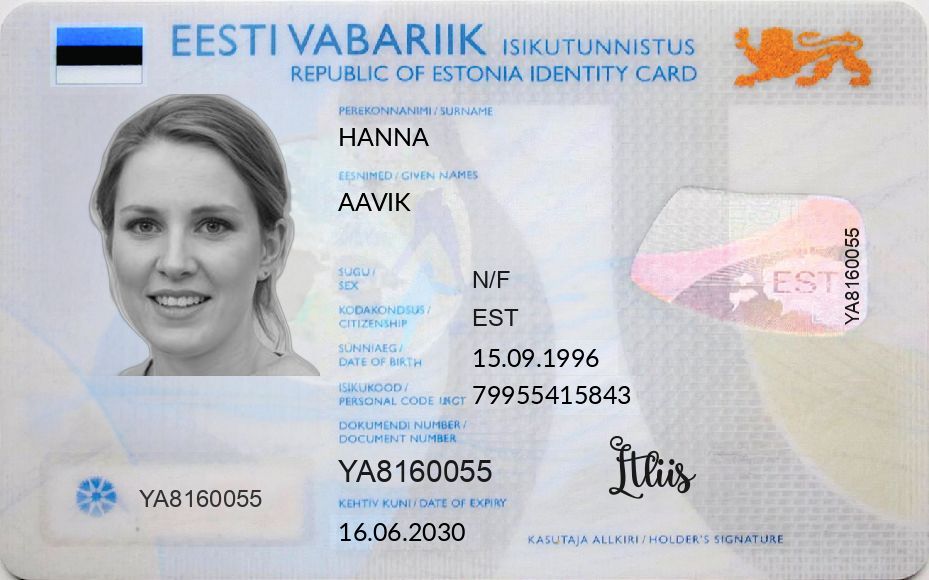 EESTI VABARIIK ISIKUTUNNISTUS
REPUBLIC OF ESTONIA IDENTITY CARD
PEREKONNANIMI / SURNAME
HANNA
EESNIMED / GIVEN NAMES
AAVIK
SUGU /
SEX
N/F
KODAKONDSUS /
CITIZENSHIP
EST
SÜNNIAEG /
DATE OF BIRTH
15.09.1996
ISIKUKOOD /
PERSONAL CODE
79955415843
DOKUMENDI NUMBER /
DOCUMENT NUMBER
YA8160055
YA8160055
KEHTIV KUNI / DATE OF EXPIRY
16.06.2030
KASUTAJA ALLKIRI / HOLDER'S SIGNATURE
EST
YA8160055